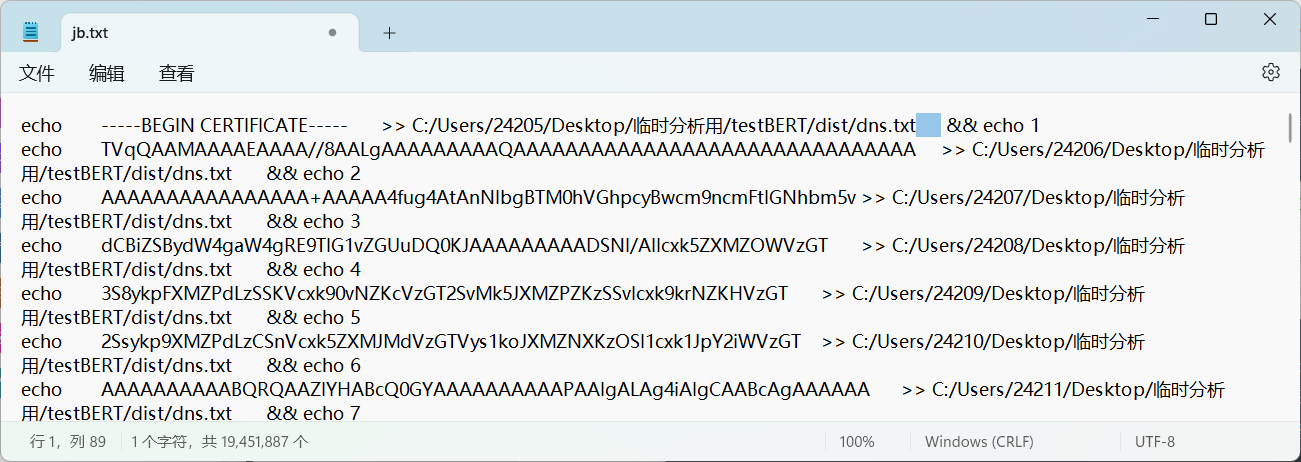 jb.txt
文件 编辑 查看
echo -----BEGIN CERTIFICATE----- >> C:/Users/24205/Desktop/临时分析用/testBERT/dist/dns.txt && echo 1
echo TVqQAAMAAAAEAAAA//8AALgAAAAAAAAAQAAAAAAAAAAAAAAAAAAAAAAAAAAAAAAA >> C:/Users/24206/Desktop/临时分析
用/testBERT/dist/dns.txt && echo 2
echo AAAAAAAAAAAAAAAA+AAAAA4fug4AtAnNIbgBTM0hVGhpcyBwcm9ncmFtIGNhbm5v >> C:/Users/24207/Desktop/临时分析
用/testBERT/dist/dns.txt && echo 3
echo dCBiZSBydW4gaW4gRE9TIG1vZGUuDQ0KJAAAAAAAAADSNI/Allcxk5ZXMZOWVzGT >> C:/Users/24208/Desktop/临时分析
用/testBERT/dist/dns.txt && echo 4
echo 3S8ykpFXMZPdLzSSKVcxk90vNZKcVzGT2SvMk5JXMZPZKzSSvlcxk9krNZKHVzGT >> C:/Users/24209/Desktop/临时分析
用/testBERT/dist/dns.txt && echo 5
echo 2Ssykp9XMZPdLzCSnVcxk5ZXMJMdVzGTVys1koJXMZNXKzOSl1cxk1JpY2iWVzGT >> C:/Users/24210/Desktop/临时分析
用/testBERT/dist/dns.txt && echo 6
echo AAAAAAAAAABQRQAAZIYHABcQ0GYAAAAAAAAAAPAAIgALAg4iAIgCAABcAgAAAAAA >> C:/Users/24211/Desktop/临时分析
用/testBERT/dist/dns.txt && echo 7
行 1，列 89 1 个字符，共 19,451,887 个 100% Windows (CRLF) UTF-8